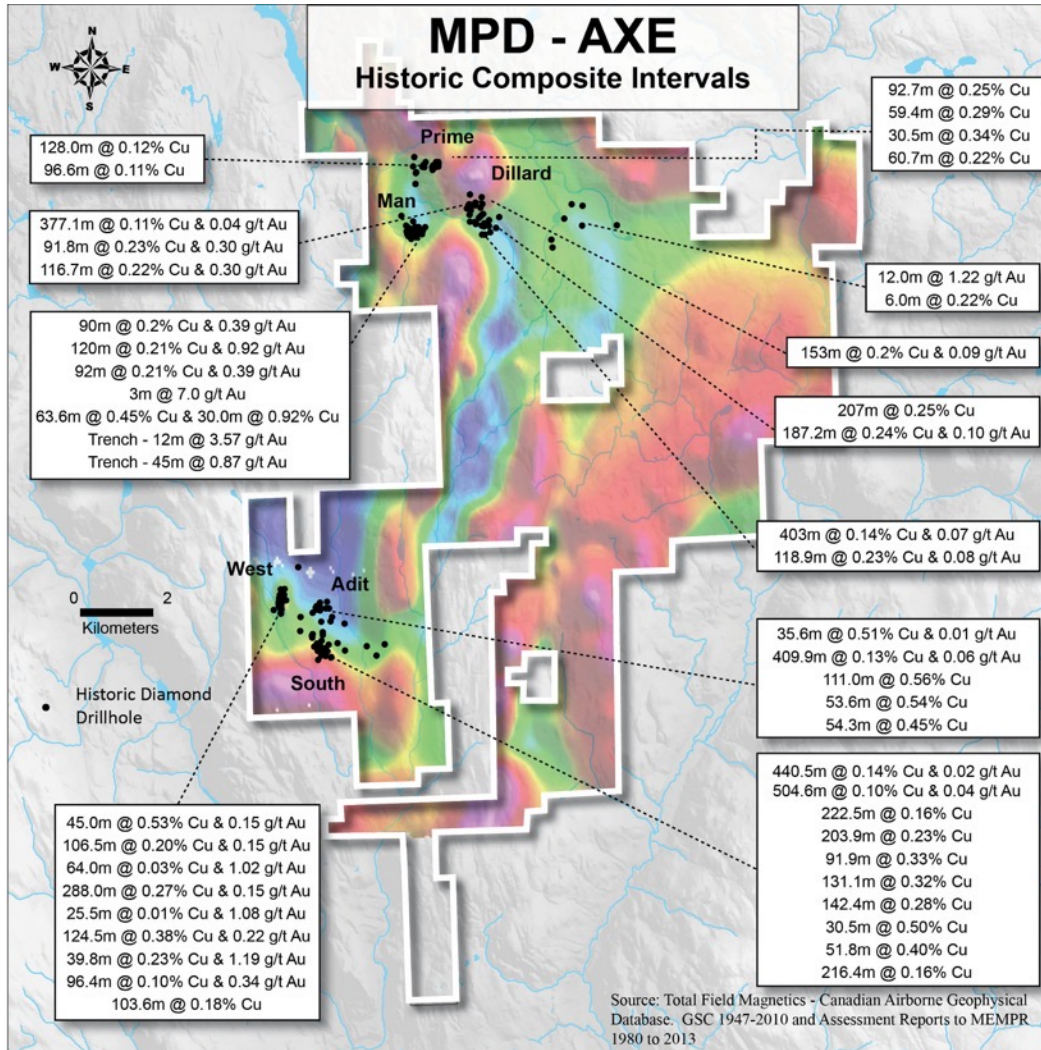 MPD - AXE
Historic Composite Intervals
N
W
E
S
92.7m @ 0.25% Cu
59.4m @ 0.29% Cu
30.5m @ 0.34% Cu
60.7m @ 0.22% Cu
128.0m @ 0.12% Cu
96.6m @ 0.11% Cu
Prime
Dillard
Man
377.1m @ 0.11% Cu & 0.04 g/t Au
91.8m @ 0.23% Cu & 0.30 g/t Au
116.7m @ 0.22% Cu & 0.30 g/t Au
12.0m @ 1.22 g/t Au
6.0m @ 0.22% Cu
90m @ 0.2% Cu & 0.39 g/t Au
120m @ 0.21% Cu & 0.92 g/t Au
92m @ 0.21% Cu & 0.39 g/t Au
3m @ 7.0 g/t Au
63.6m @ 0.45% Cu & 30.0m @ 0.92% Cu
Trench - 12m @ 3.57 g/t Au
Trench - 45m @ 0.87 g/t Au
153m @ 0.2% Cu & 0.09 g/t Au
207m @ 0.25% Cu
187.2m @ 0.24% Cu & 0.10 g/t Au
403m @ 0.14% Cu & 0.07 g/t Au
118.9m @ 0.23% Cu & 0.08 g/t Au
West
Adit
South
0 2
Kilometers
Historic Diamond
Drillhole
35.6m @ 0.51% Cu & 0.01 g/t Au
409.9m @ 0.13% Cu & 0.06 g/t Au
111.0m @ 0.56% Cu
53.6m @ 0.54% Cu
54.3m @ 0.45% Cu
440.5m @ 0.14% Cu & 0.02 g/t Au
504.6m @ 0.10% Cu & 0.04 g/t Au
222.5m @ 0.16% Cu
203.9m @ 0.23% Cu
91.9m @ 0.33% Cu
131.1m @ 0.32% Cu
142.4m @ 0.28% Cu
30.5m @ 0.50% Cu
51.8m @ 0.40% Cu
216.4m @ 0.16% Cu
45.0m @ 0.53% Cu & 0.15 g/t Au
106.5m @ 0.20% Cu & 0.15 g/t Au
64.0m @ 0.03% Cu & 1.02 g/t Au
288.0m @ 0.27% Cu & 0.15 g/t Au
25.5m @ 0.01% Cu & 1.08 g/t Au
124.5m @ 0.38% Cu & 0.22 g/t Au
39.8m @ 0.23% Cu & 1.19 g/t Au
96.4m @ 0.10% Cu & 0.34 g/t Au
103.6m @ 0.18% Cu
Source: Total Field Magnetics - Canadian Airborne Geophysical
Database. GSC 1947-2010 and Assessment Reports to MEMPR
1980 to 2013